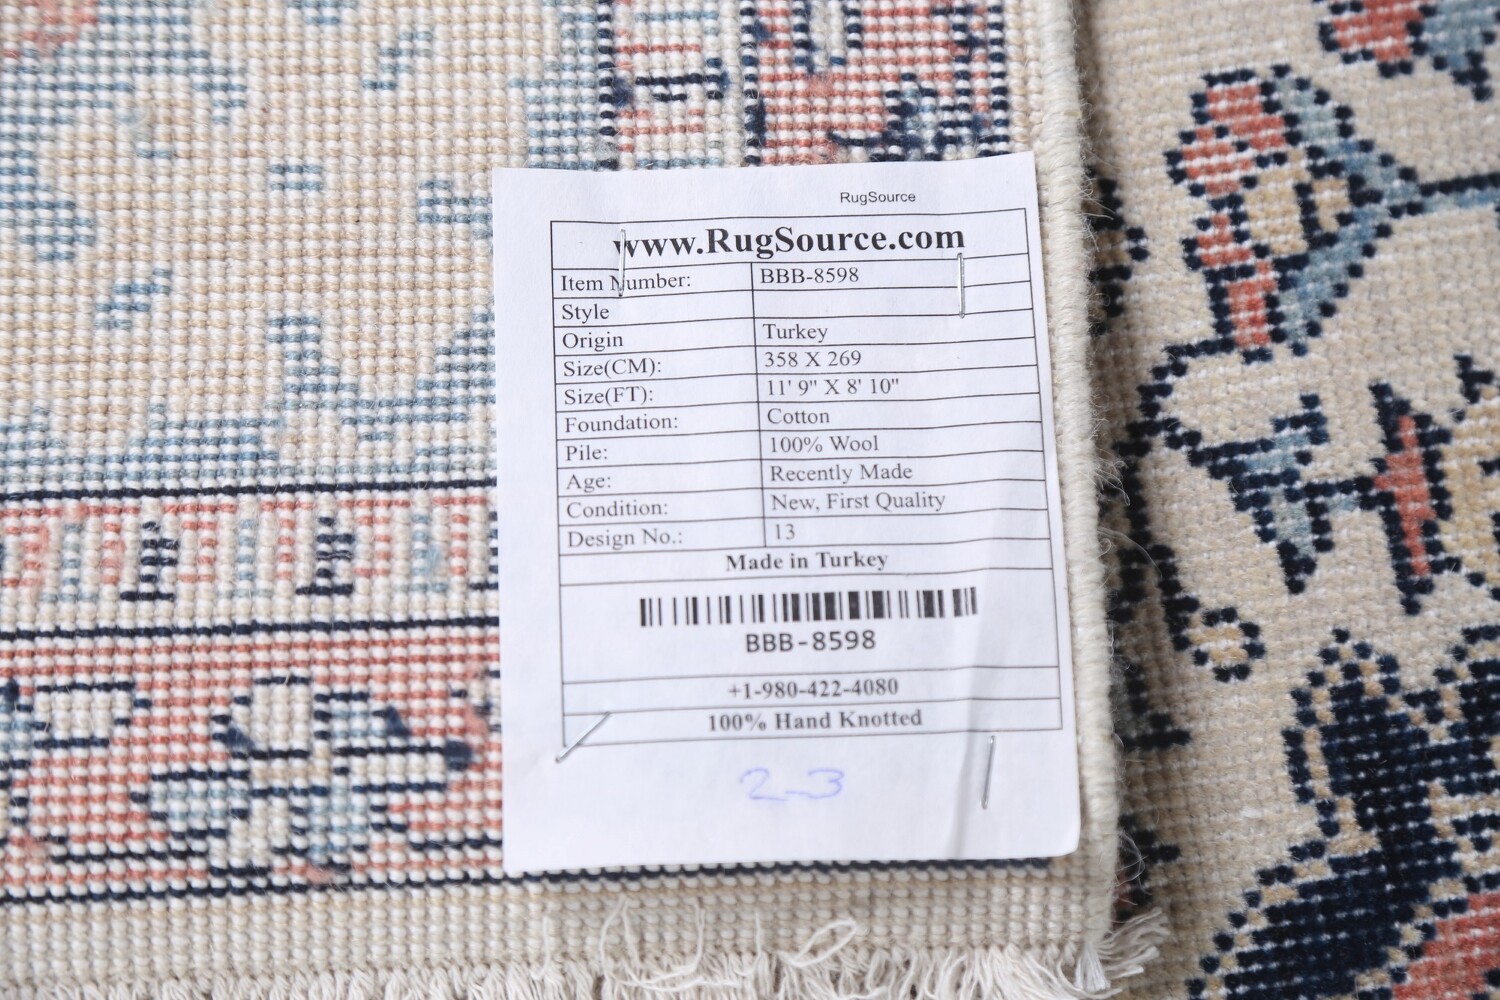 RugSource
www.RugSource.com
Item Number: BBB-8598
Style
Origin Turkey
Size(CM): 358 X 269
Size(FT): 11' 9" X 8' 10"
Foundation: Cotton
Pile: 100% Wool
Age: Recently Made
Condition: New, First Quality
Design No.: 13
Made in Turkey
BBB-8598
+1-980-422-4080
100% Hand Knotted
2-3